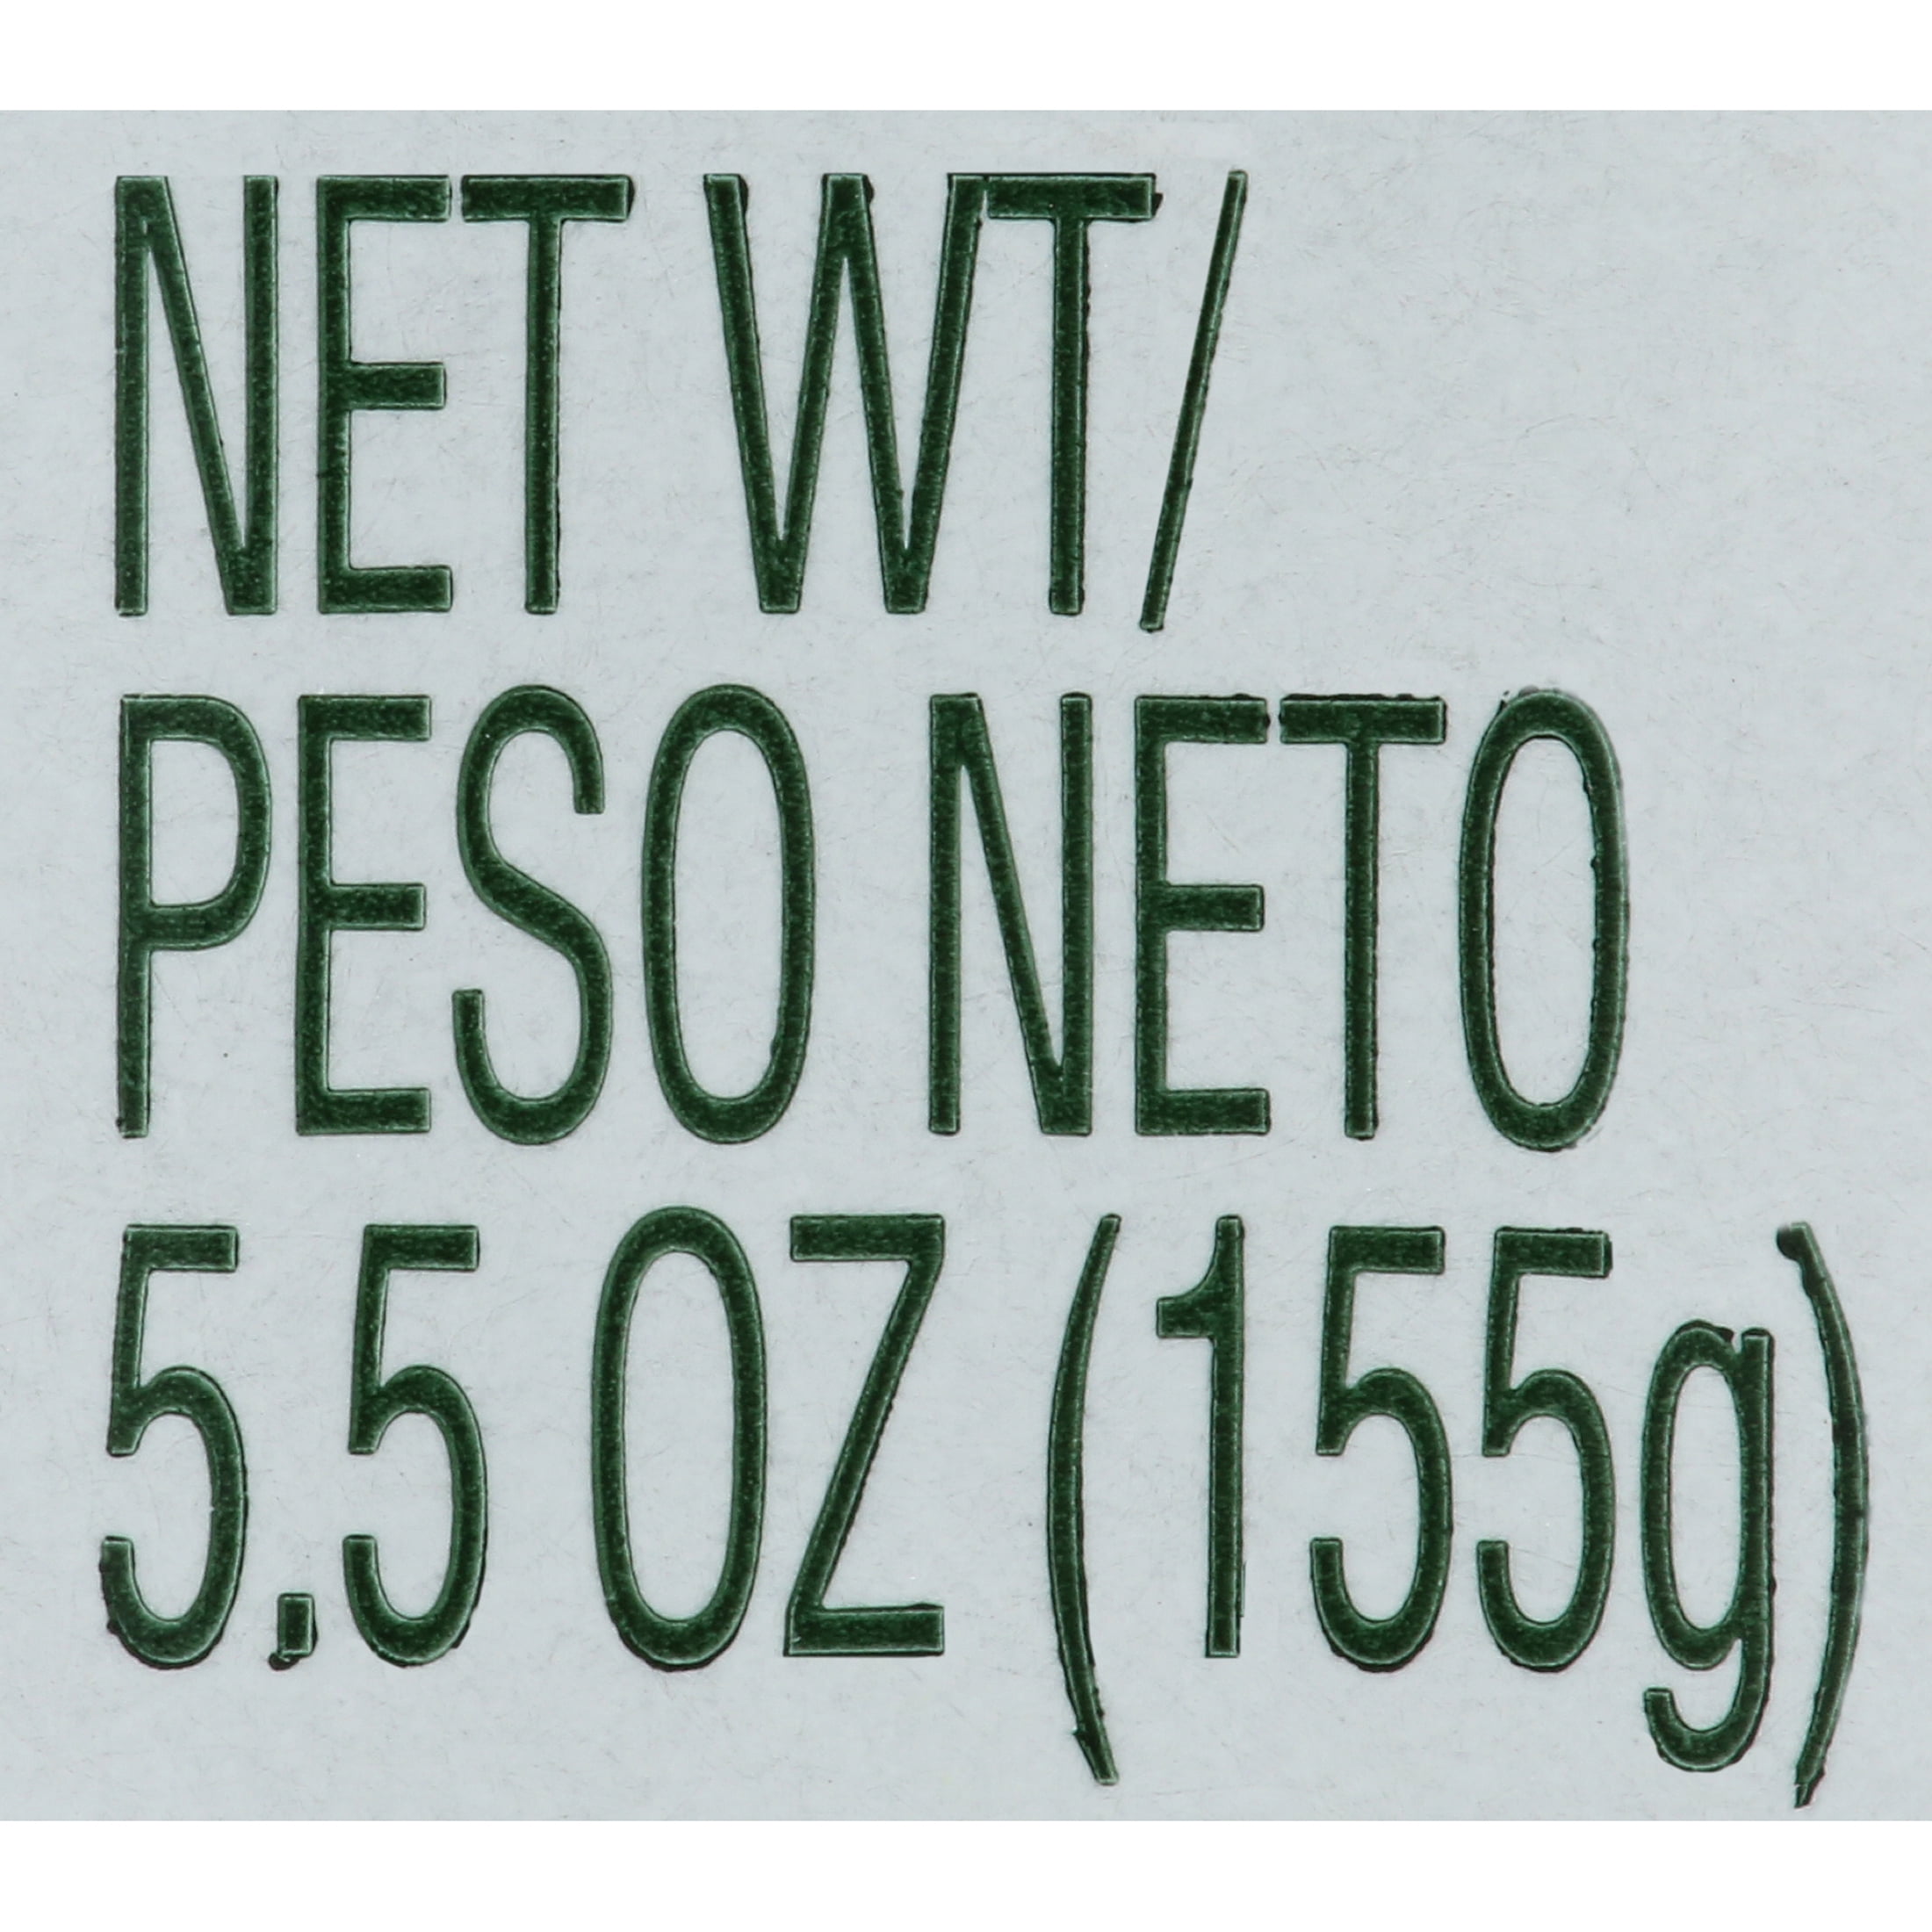 NET WT/
PESO NETO
5.5 OZ (155g)